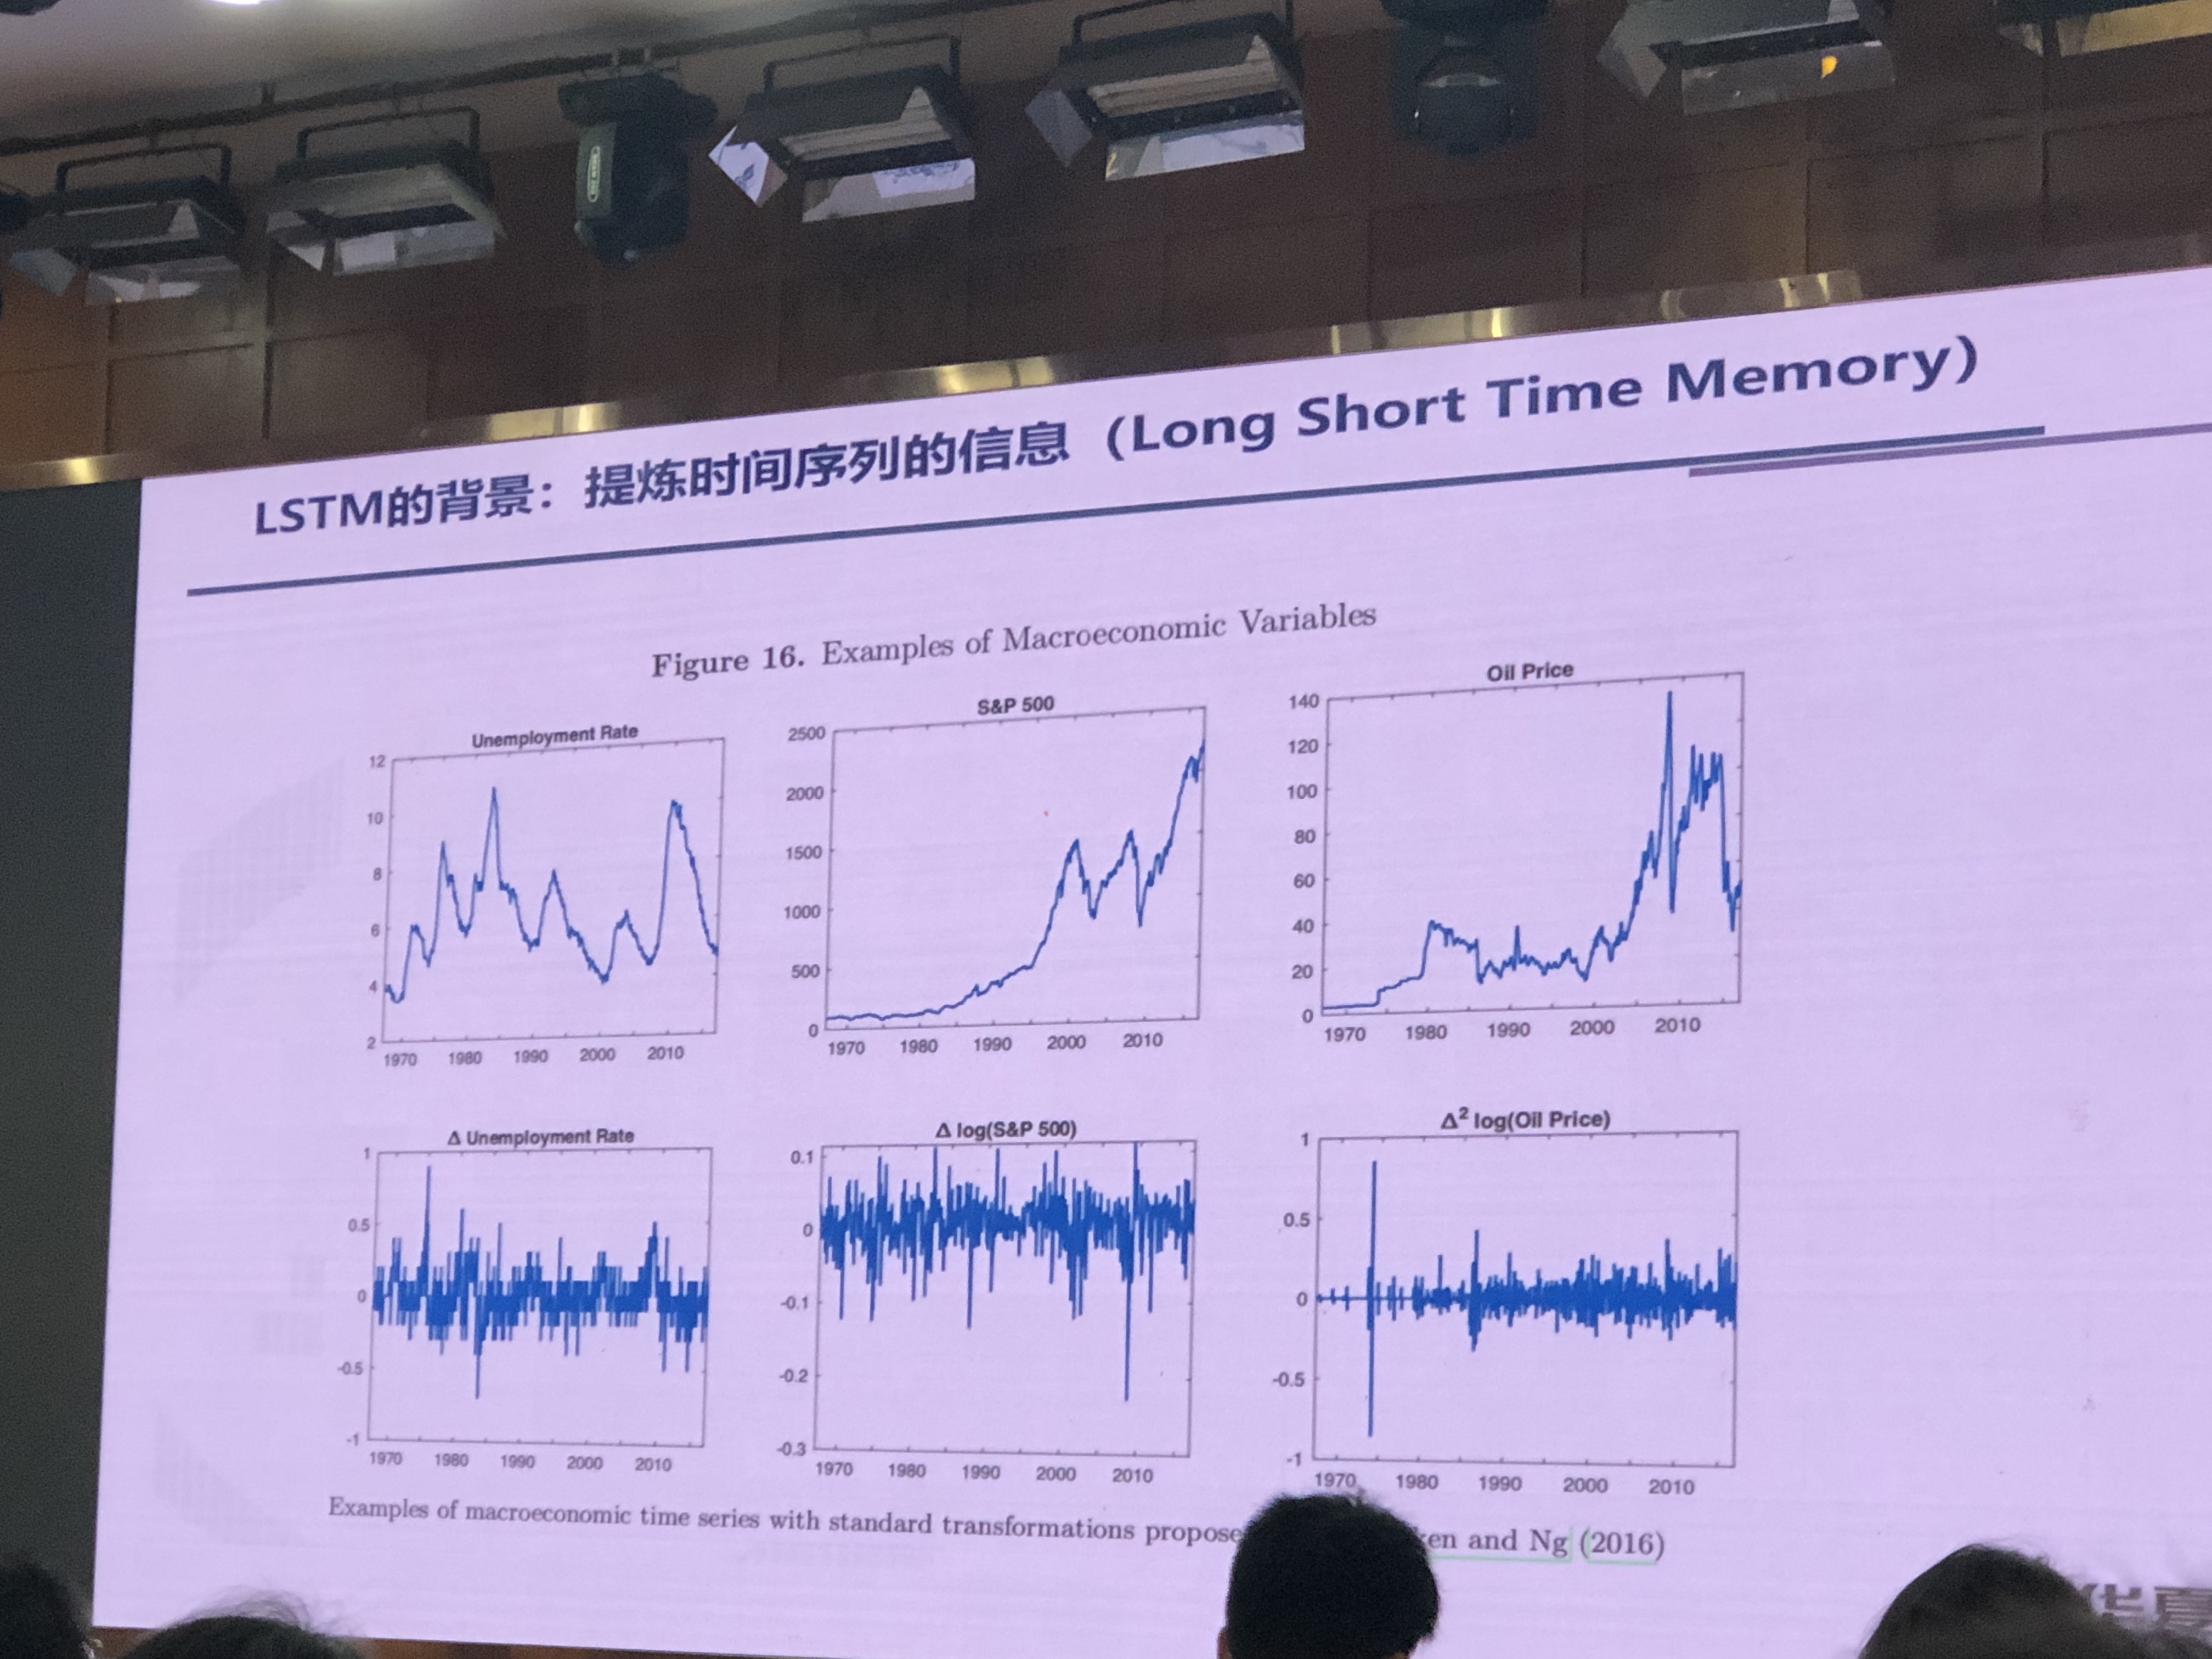 LSTM的背景：提炼时间序列的信息（Long Short Time Memory）
Figure 16. Examples of Macroeconomic Variables
Unemployment Rate
12
10
8
6
4
2
1970 1980 1990 2000 2010
S&P 500
2500
2000
1500
1000
500
0
1970 1980 1990 2000 2010
Oil Price
140
120
100
80
60
40
20
0
1970 1980 1990 2000 2010
Δ Unemployment Rate
1
0.5
0
-0.5
-1
1970 1980 1990 2000 2010
Δ log(S&P 500)
0.1
0
-0.1
-0.2
-0.3
1970 1980 1990 2000 2010
Δ² log(Oil Price)
1
0.5
0
-0.5
-1
1970 1980 1990 2000 2010
Examples of macroeconomic time series with standard transformations and Ng (2016)
华夏